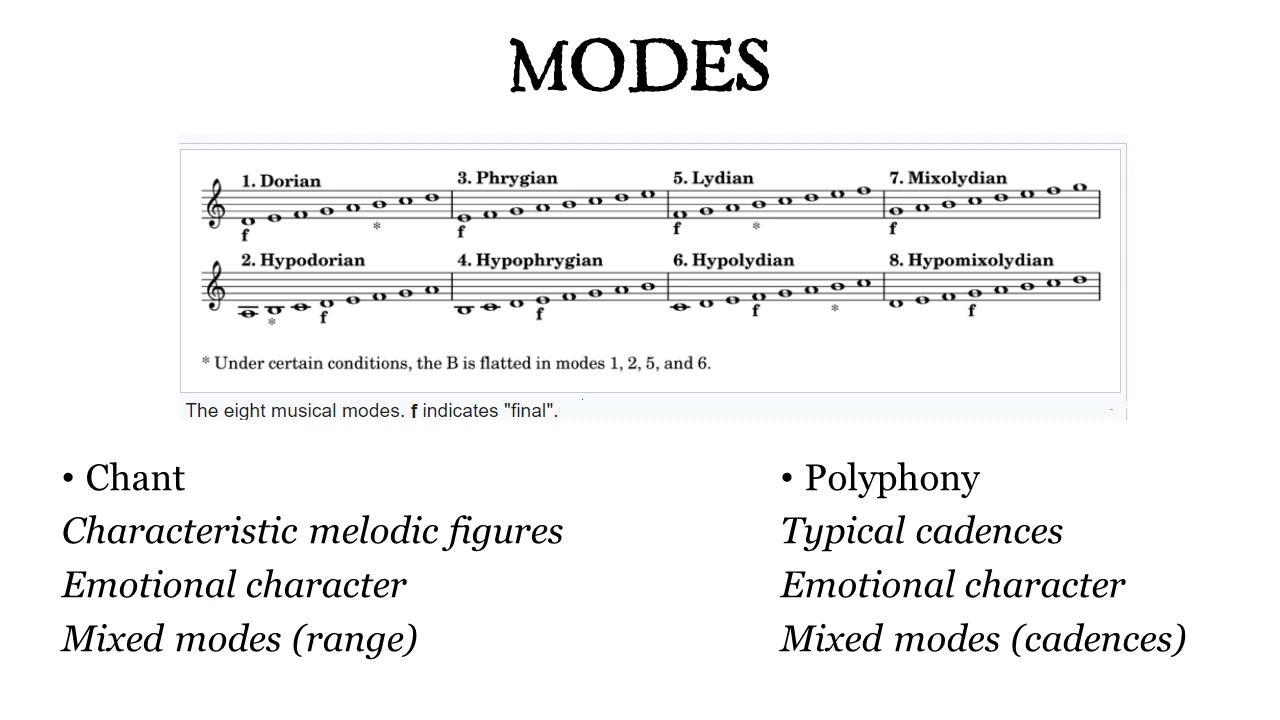 MODES
1. Dorian 3. Phrygian 5. Lydian 7. Mixolydian
* *
f f f f
2. Hypodorian 4. Hypophrygian 6. Hypolydian 8. Hypomixolydian
* f f f * f
* Under certain conditions, the B is flatted in modes 1, 2, 5, and 6.
The eight musical modes. f indicates "final".
• Chant
Characteristic melodic figures
Emotional character
Mixed modes (range)
• Polyphony
Typical cadences
Emotional character
Mixed modes (cadences)